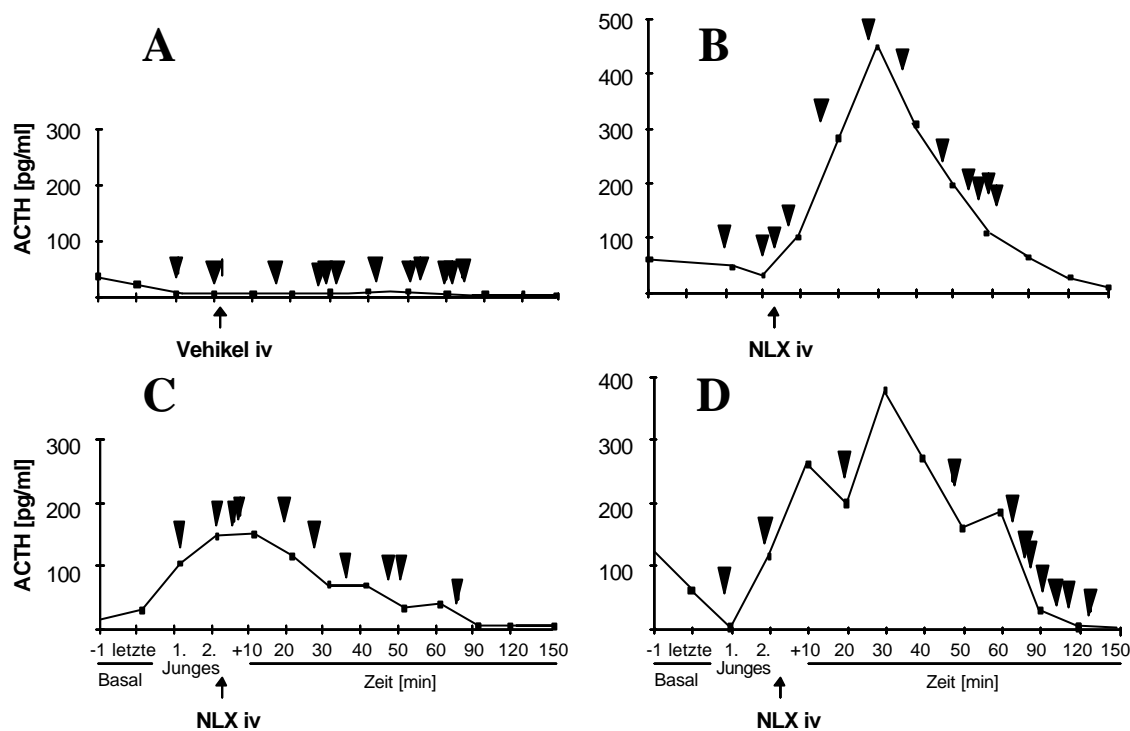 A
ACTH [pg/ml]
300
200
100
Vehikel iv
B
500
400
300
200
100
NLX iv
C
ACTH [pg/ml]
300
200
100
-1 letzte 1. 2. +10 20 30 40 50 60 90 120 150
Basal Junges Zeit [min]
NLX iv
D
400
300
200
100
-1 letzte 1. 2. +10 20 30 40 50 60 90 120 150
Basal Junges Zeit [min]
NLX iv